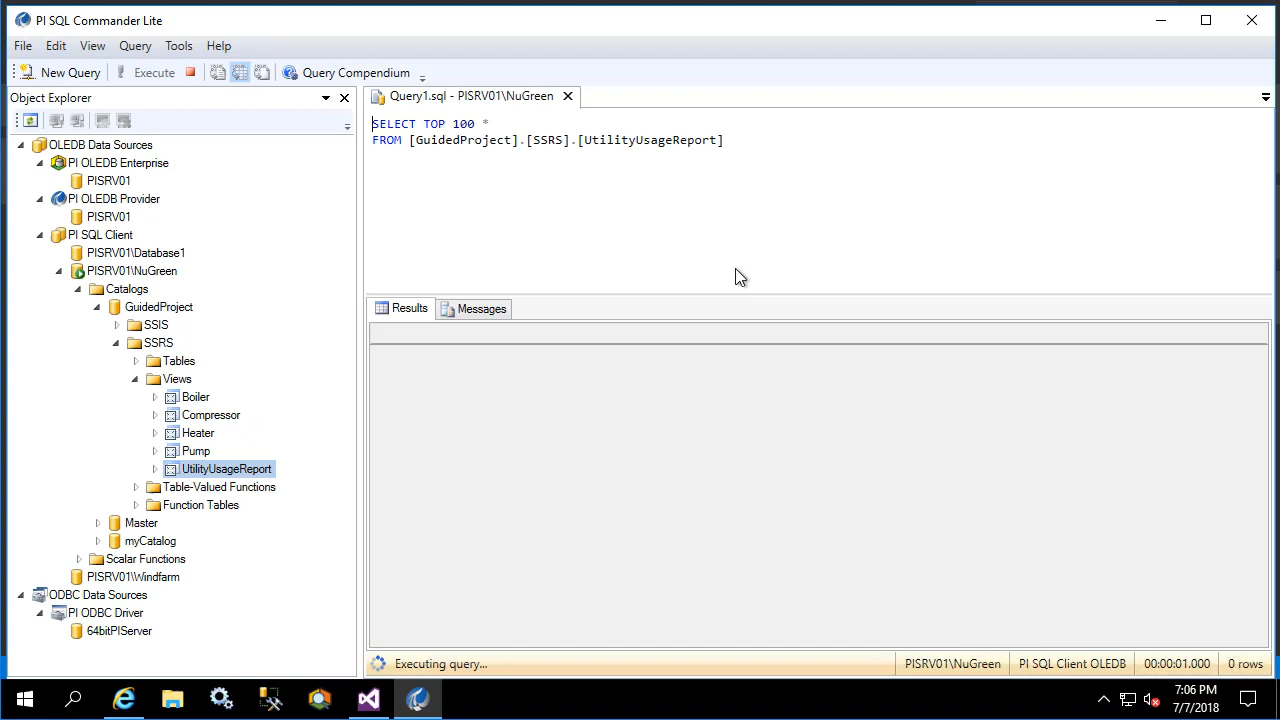 PI SQL Commander Lite
File Edit View Query Tools Help
New Query Execute Query Compendium
Object Explorer
OLEDB Data Sources
PI OLEDB Enterprise
PISRV01
PI OLEDB Provider
PISRV01
PI SQL Client
PISRV01\Database1
PISRV01\NuGreen
Catalogs
GuidedProject
SSIS
SSRS
Tables
Views
Boiler
Compressor
Heater
Pump
UtilityUsageReport
Table-Valued Functions
Function Tables
Master
myCatalog
Scalar Functions
PISRV01\Windfarm
ODBC Data Sources
PI ODBC Driver
64bitPIServer
Query1.sql - PISRV01\NuGreen
SELECT TOP 100 *
FROM [GuidedProject].[SSRS].[UtilityUsageReport]
Results Messages
Executing query... PISRV01\NuGreen PI SQL Client OLEDB 00:00:01.000 0 rows
7:06 PM
7/7/2018